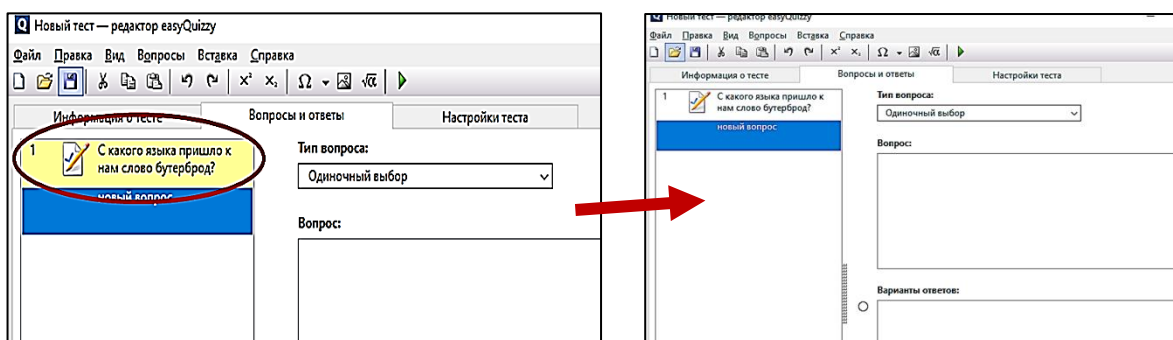 Новый тест — редактор easyQuizzy
Файл Правка Вид Вопросы Вставка Справка
Информация о тесте Вопросы и ответы Настройки теста
1 С какого языка пришло к
нам слово бутерброд?
новый вопрос
Тип вопроса:
Одиночный выбор
Вопрос:
Новый тест — редактор easyQuizzy
Файл Правка Вид Вопросы Вставка Справка
Информация о тесте Вопросы и ответы Настройки теста
1 С какого языка пришло к
нам слово бутерброд?
новый вопрос
Тип вопроса:
Одиночный выбор
Вопрос:
Варианты ответов: